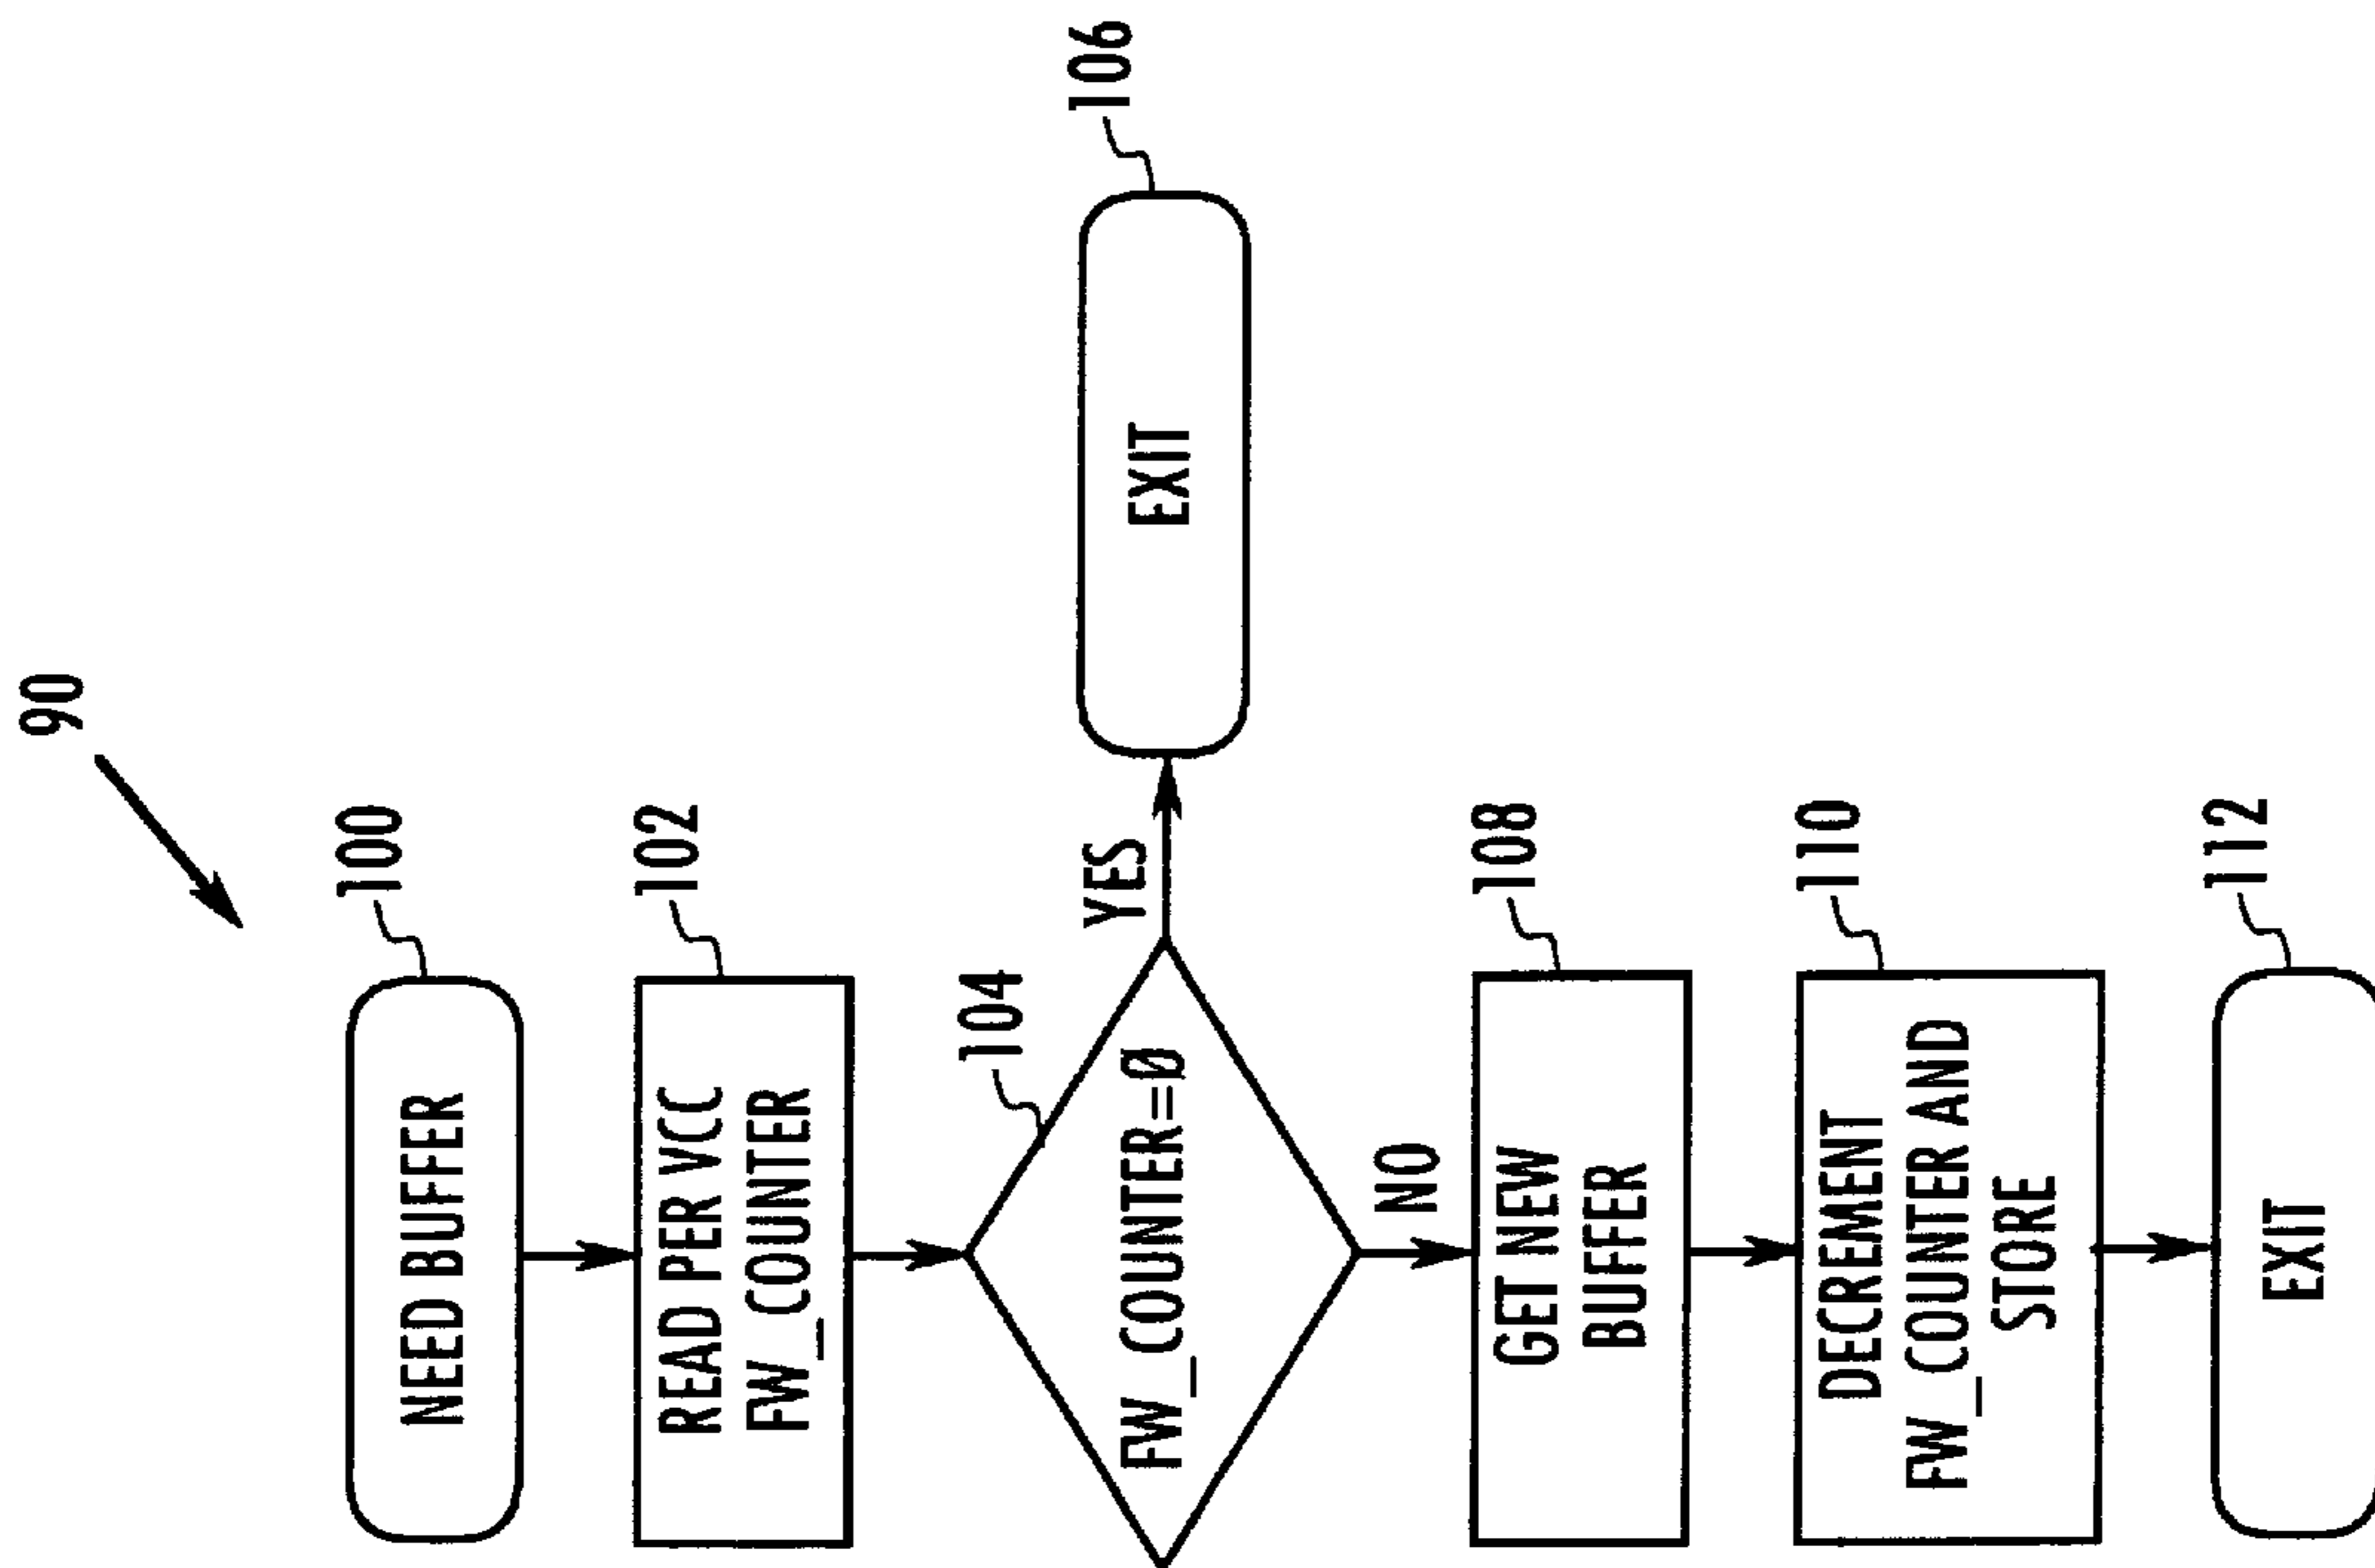 90
100
NEED BUFFER
102
READ PER VCC
FW_COUNTER
104
FW_COUNTER=Ø
YES
106
EXIT
NO
108
GET NEW
BUFFER
110
DECREMENT
FW_COUNTER AND
STORE
112
EXIT